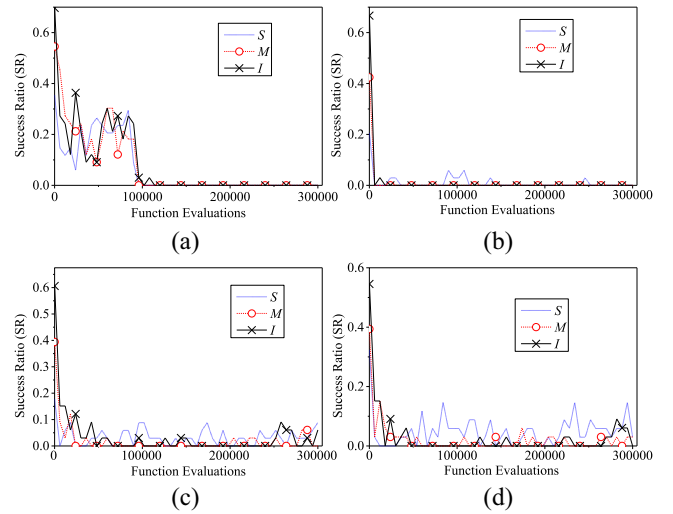 Success Ratio (SR)
0.6
0.4
0.2
0.0
S
M
I
0
100000
200000
300000
Function Evaluations
(a)
Success Ratio (SR)
0.6
0.4
0.2
0.0
S
M
I
0
100000
200000
300000
Function Evaluations
(b)
Success Ratio (SR)
0.6
0.5
0.4
0.3
0.2
0.1
0.0
S
M
I
0
100000
200000
300000
Function Evaluations
(c)
Success Ratio (SR)
0.6
0.4
0.2
0.0
S
M
I
0
100000
200000
300000
Function Evaluations
(d)